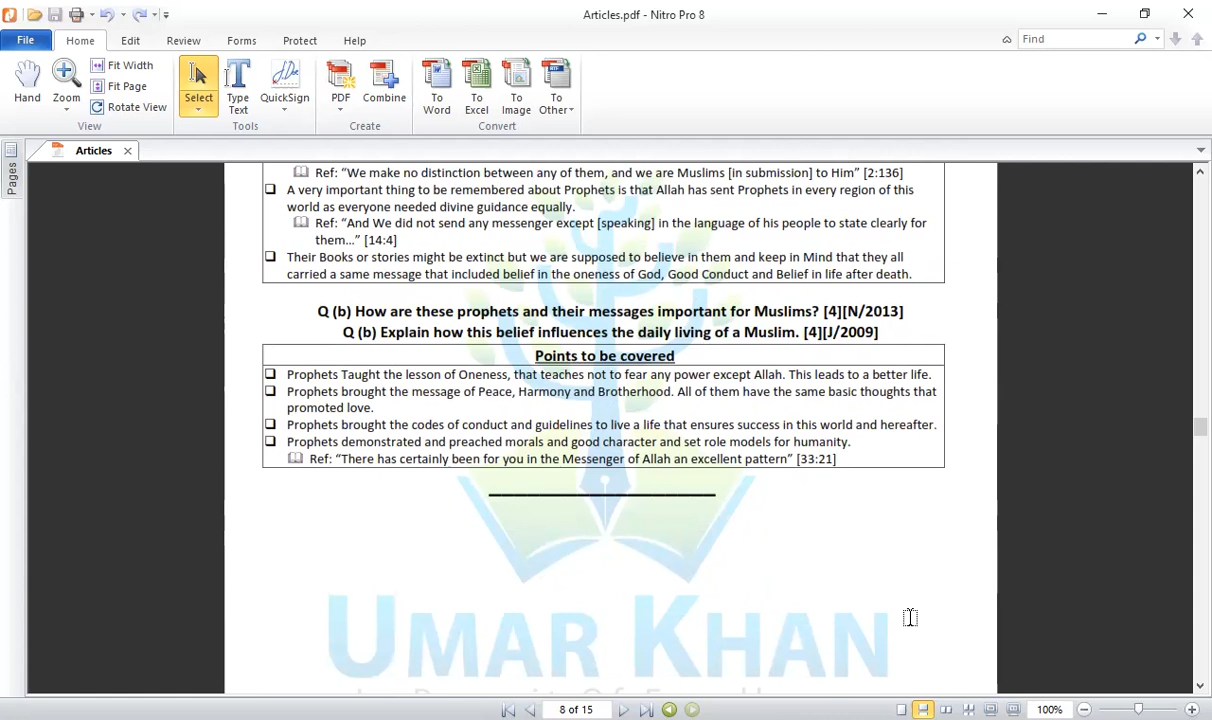 Articles.pdf - Nitro Pro 8
File Home Edit Review Forms Protect Help Find
Hand Zoom Fit Width Fit Page Rotate View Select Type Text QuickSign PDF Combine To Word To Excel To Image To Other
View Tools Create Convert
Articles
Pages
Ref: “We make no distinction between any of them, and we are Muslims [in submission] to Him” [2:136]
A very important thing to be remembered about Prophets is that Allah has sent Prophets in every region of this
world as everyone needed divine guidance equally.
Ref: “And We did not send any messenger except [speaking] in the language of his people to state clearly for
them…” [14:4]
Their Books or stories might be extinct but we are supposed to believe in them and keep in Mind that they all
carried a same message that included belief in the oneness of God, Good Conduct and Belief in life after death.
Q (b) How are these prophets and their messages important for Muslims? [4][N/2013]
Q (b) Explain how this belief influences the daily living of a Muslim. [4][J/2009]
Points to be covered
Prophets Taught the lesson of Oneness, that teaches not to fear any power except Allah. This leads to a better life.
Prophets brought the message of Peace, Harmony and Brotherhood. All of them have the same basic thoughts that
promoted love.
Prophets brought the codes of conduct and guidelines to live a life that ensures success in this world and hereafter.
Prophets demonstrated and preached morals and good character and set role models for humanity.
Ref: “There has certainly been for you in the Messenger of Allah an excellent pattern” [33:21]
UMAR KHAN
8 of 15 100%